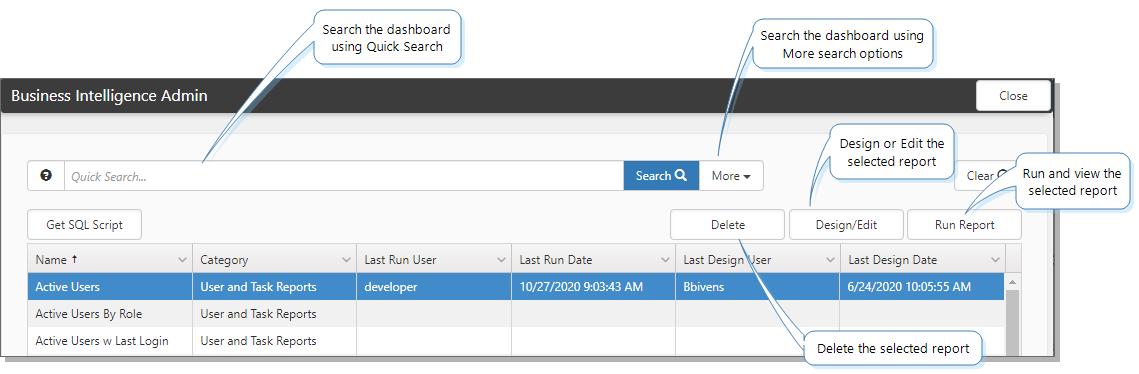 Search the dashboard
using Quick Search
Search the dashboard using
More search options
Business Intelligence Admin
Close
Design or Edit the
selected report
Run and view the
selected report
Quick Search...
Search
More
Clear
Get SQL Script
Delete
Design/Edit
Run Report
Name Category Last Run User Last Run Date Last Design User Last Design Date
Active Users User and Task Reports developer 10/27/2020 9:03:43 AM Bbivens 6/24/2020 10:05:55 AM
Active Users By Role User and Task Reports
Active Users w Last Login User and Task Reports
Delete the selected report